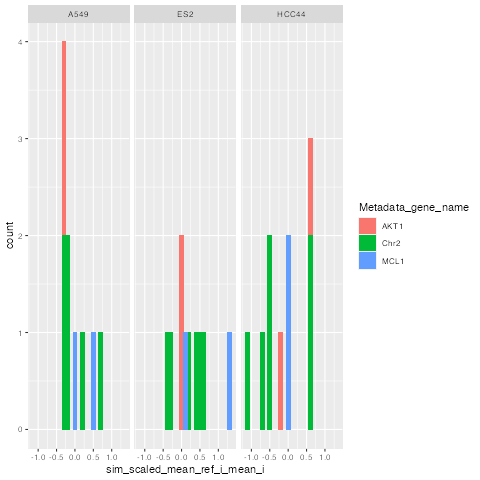 A549 ES2 HCC44
4
3
2
1
0
count
-1.0 -0.5 0.0 0.5 1.0 -1.0 -0.5 0.0 0.5 1.0 -1.0 -0.5 0.0 0.5 1.0
sim_scaled_mean_ref_i_mean_i
Metadata_gene_name
AKT1
Chr2
MCL1